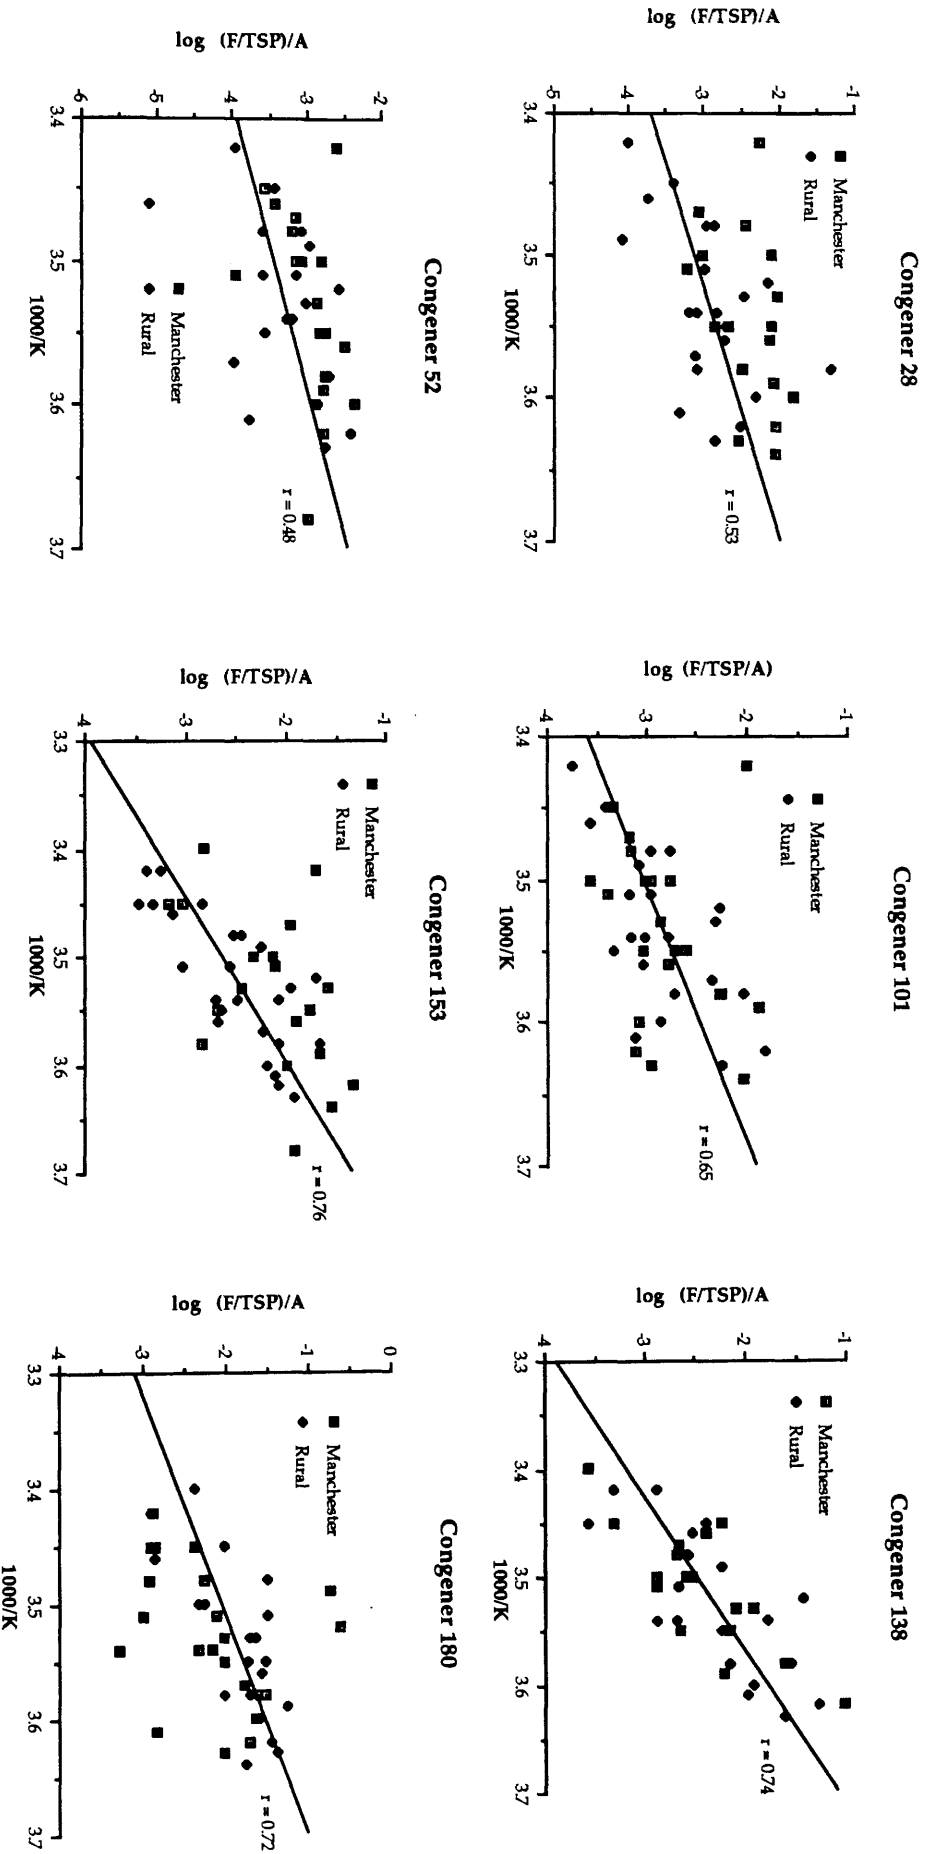 Congener 28
-1
-2
-3
-4
-5
log (F/TSP)/A
Manchester
Rural
r = 0.53
3.4 3.5 3.6 3.7
1000/K
Congener 101
-1
-2
-3
-4
log (F/TSP/A)
Manchester
Rural
r = 0.65
3.4 3.5 3.6 3.7
1000/K
Congener 138
-1
-2
-3
-4
log (F/TSP)/A
Manchester
Rural
r = 0.74
3.3 3.4 3.5 3.6 3.7
1000/K
Congener 52
-2
-3
-4
-5
-6
log (F/TSP)/A
Manchester
Rural
r = 0.48
3.4 3.5 3.6 3.7
1000/K
Congener 153
-1
-2
-3
-4
log (F/TSP)/A
Manchester
Rural
r = 0.76
3.3 3.4 3.5 3.6 3.7
1000/K
Congener 180
0
-1
-2
-3
-4
log (F/TSP)/A
Manchester
Rural
r = 0.72
3.3 3.4 3.5 3.6 3.7
1000/K